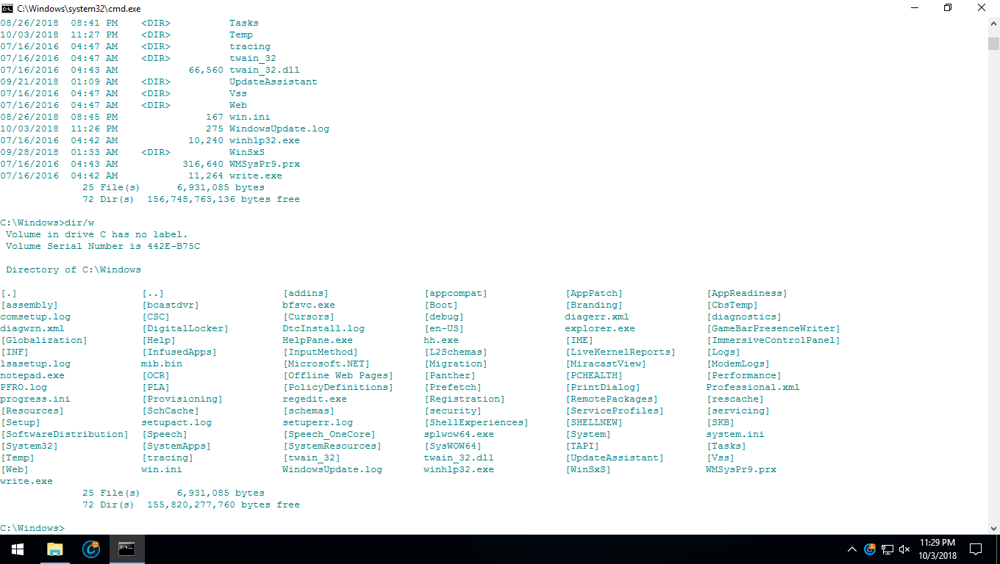 C:\Windows\system32\cmd.exe
08/26/2018  08:41 PM    <DIR>          Tasks
10/03/2018  11:27 PM    <DIR>          Temp
07/16/2016  04:47 AM    <DIR>          tracing
07/16/2016  04:47 AM    <DIR>          twain_32
07/16/2016  04:43 AM            66,560 twain_32.dll
09/21/2018  01:09 AM    <DIR>          UpdateAssistant
07/16/2016  04:47 AM    <DIR>          Vss
07/16/2016  04:47 AM    <DIR>          Web
08/26/2018  08:45 PM               167 win.ini
10/03/2018  11:26 PM               275 WindowsUpdate.log
07/16/2016  04:42 AM            10,240 winhlp32.exe
09/28/2018  01:33 AM    <DIR>          WinSxS
07/16/2016  04:43 AM           316,640 WMSysPr9.prx
07/16/2016  04:42 AM            11,264 write.exe
              25 File(s)      6,931,085 bytes
              72 Dir(s)  156,748,763,136 bytes free
C:\Windows>dir/w
 Volume in drive C has no label.
 Volume Serial Number is 442E-B75C
 Directory of C:\Windows
[.]                     [..]                    [addins]                [appcompat]             [AppPatch]              [AppReadiness]
[assembly]              [bcastdvr]              bfsvc.exe               [Boot]                  [Branding]              [CbsTemp]
comsetup.log            [CSC]                   [Cursors]               [debug]                 diagerr.xml             [diagnostics]
diagwrn.xml             [DigitalLocker]         DtcInstall.log          [en-US]                 explorer.exe            [GameBarPresenceWriter]
[Globalization]         [Help]                  HelpPane.exe            hh.exe                  [IME]                   [ImmersiveControlPanel]
[INF]                   [InfusedApps]           [InputMethod]           [L2Schemas]             [LiveKernelReports]     [Logs]
lsasetup.log            mib.bin                 [Microsoft.NET]         [Migration]             [MiracastView]          [ModemLogs]
notepad.exe             [OCR]                   [Offline Web Pages]     [Panther]               [PCHEALTH]              [Performance]
PFRO.log                [PLA]                   [PolicyDefinitions]     [Prefetch]              [PrintDialog]           Professional.xml
progress.ini            [Provisioning]          regedit.exe             [Registration]          [RemotePackages]        [rescache]
[Resources]             [SchCache]              [schemas]               [security]              [ServiceProfiles]       [servicing]
[Setup]                 setupact.log            setuperr.log            [ShellExperiences]      [SHELLNEW]              [SKB]
[SoftwareDistribution]  [Speech]                [Speech_OneCore]        splwow64.exe            [System]                system.ini
[System32]              [SystemApps]            [SystemResources]       [SysWOW64]              [TAPI]                  [Tasks]
[Temp]                  [tracing]               [twain_32]              twain_32.dll            [UpdateAssistant]       [Vss]
[Web]                   win.ini                 WindowsUpdate.log       winhlp32.exe            [WinSxS]                WMSysPr9.prx
write.exe
              25 File(s)      6,931,085 bytes
              72 Dir(s)  155,820,277,760 bytes free
C:\Windows>
11:29 PM
10/3/2018